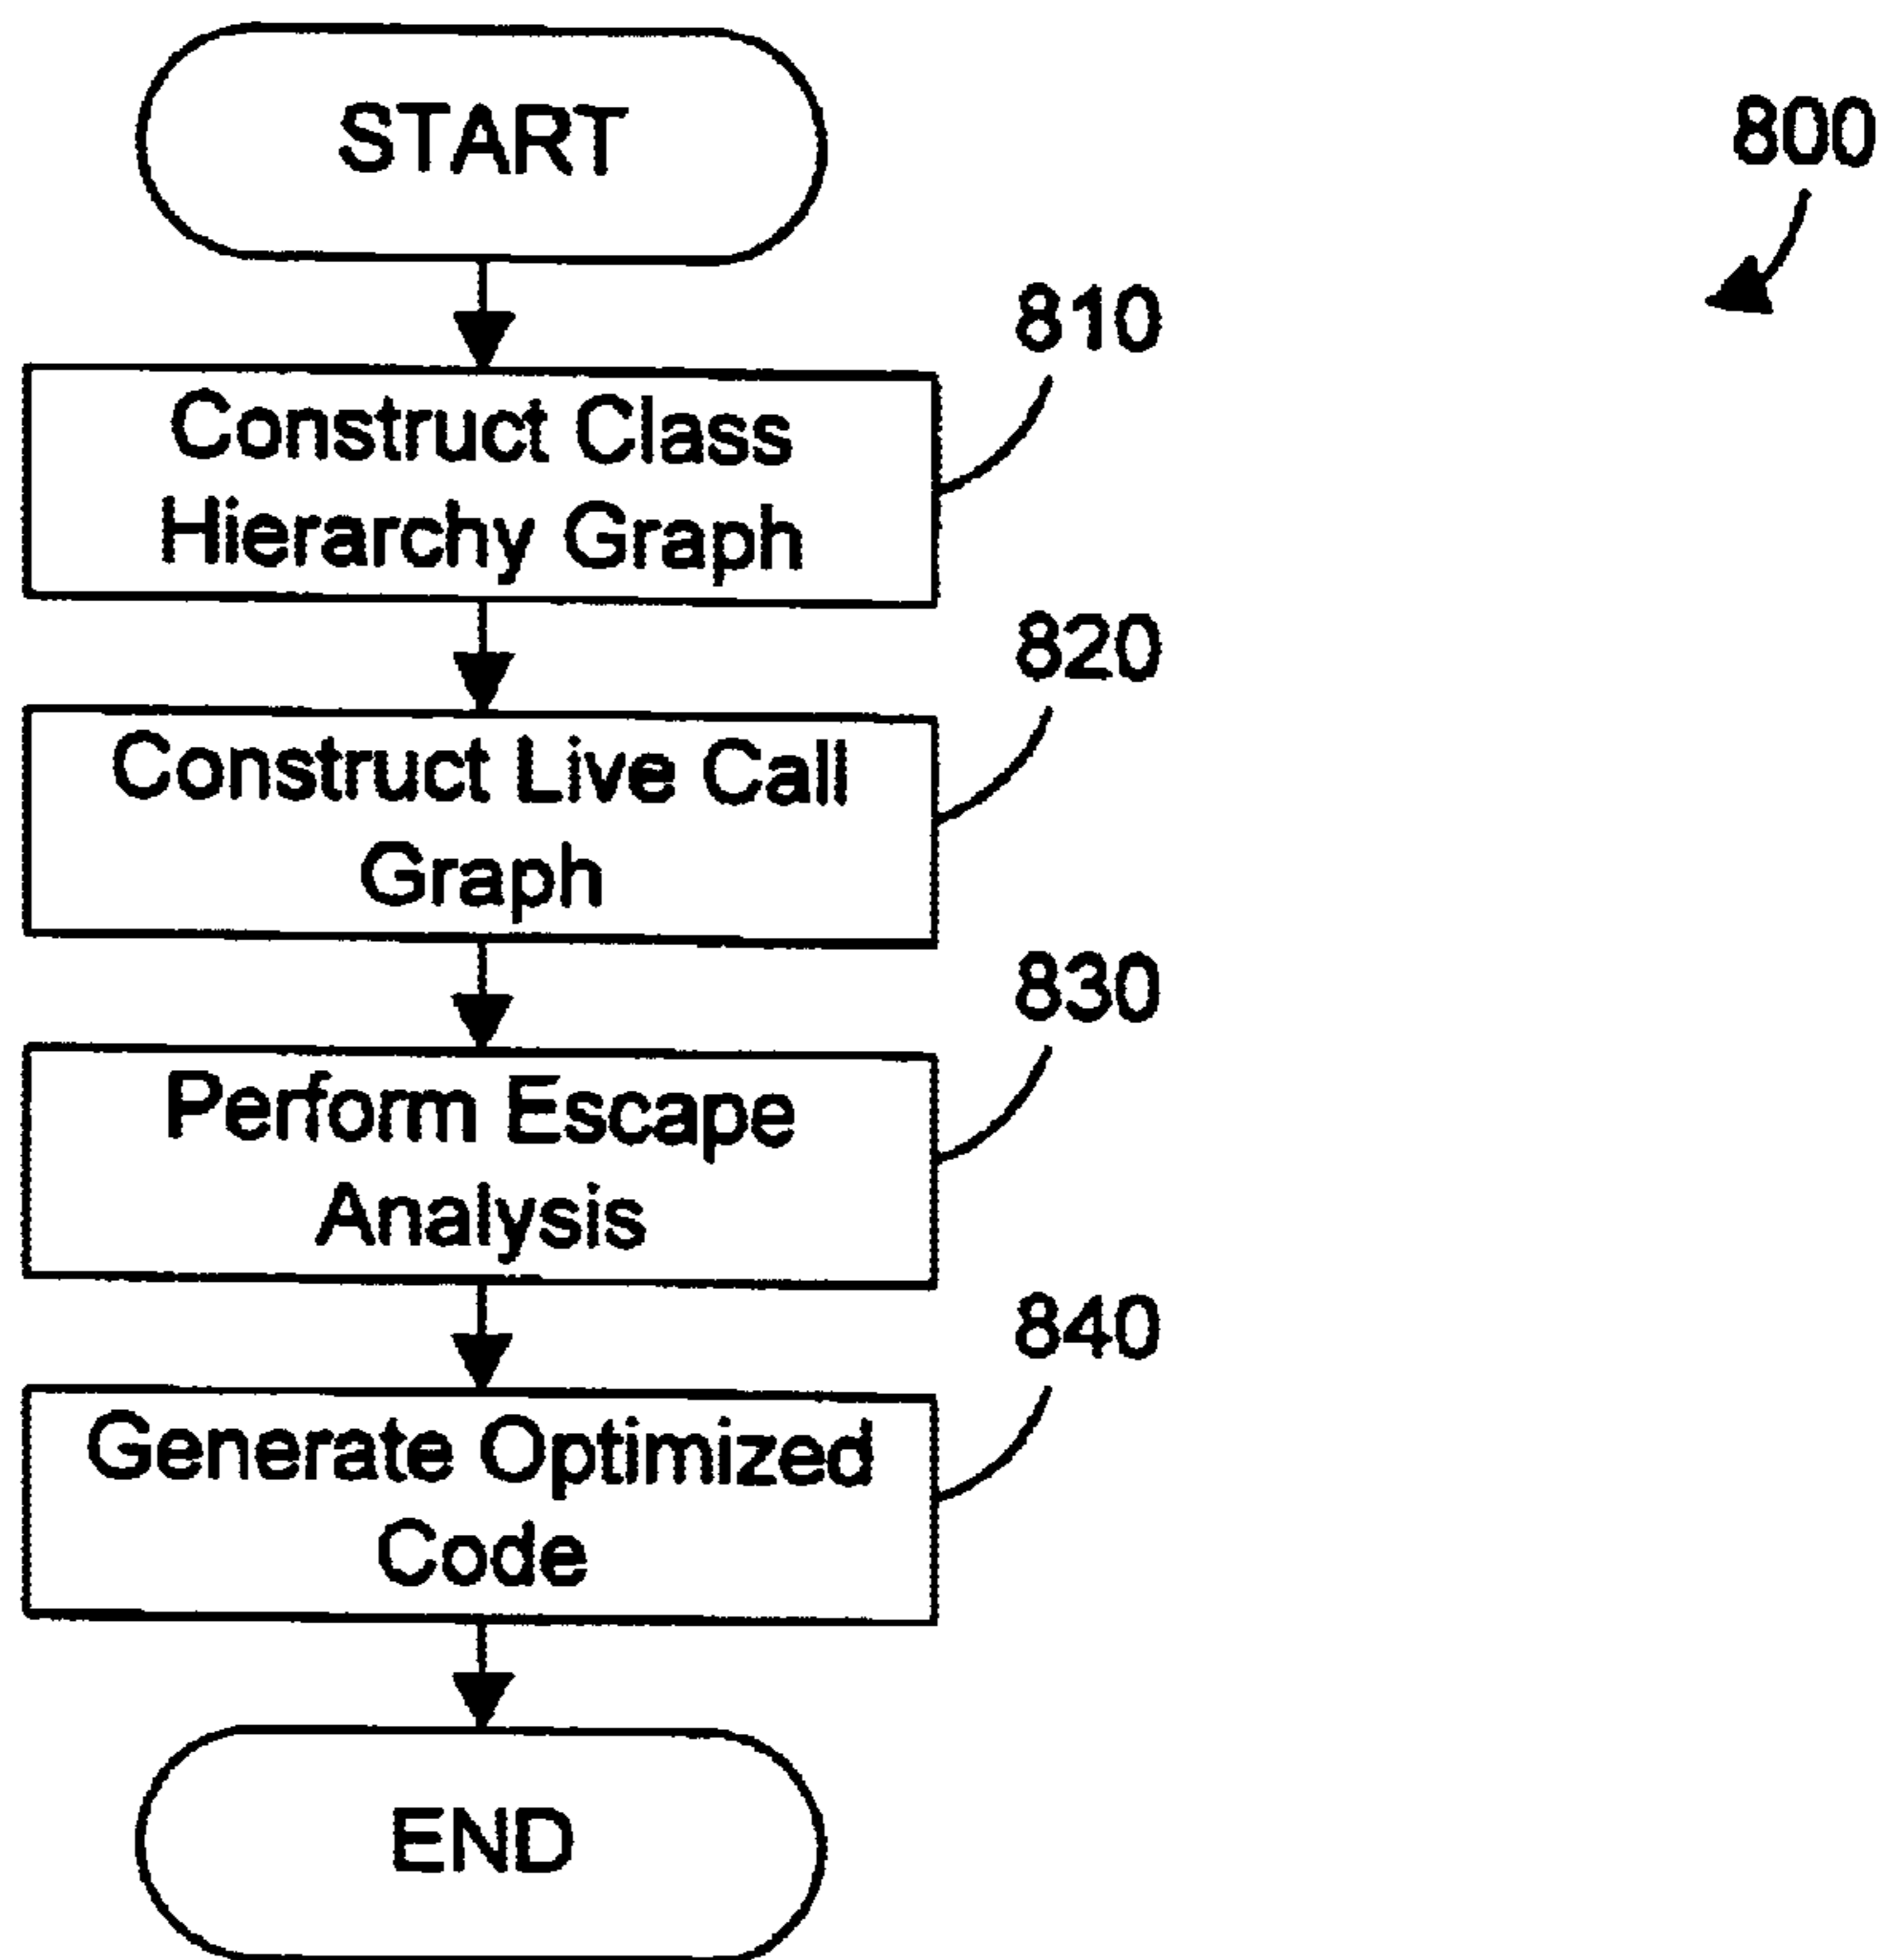 START
800
810
Construct Class
Hierarchy Graph
820
Construct Live Call
Graph
830
Perform Escape
Analysis
840
Generate Optimized
Code
END